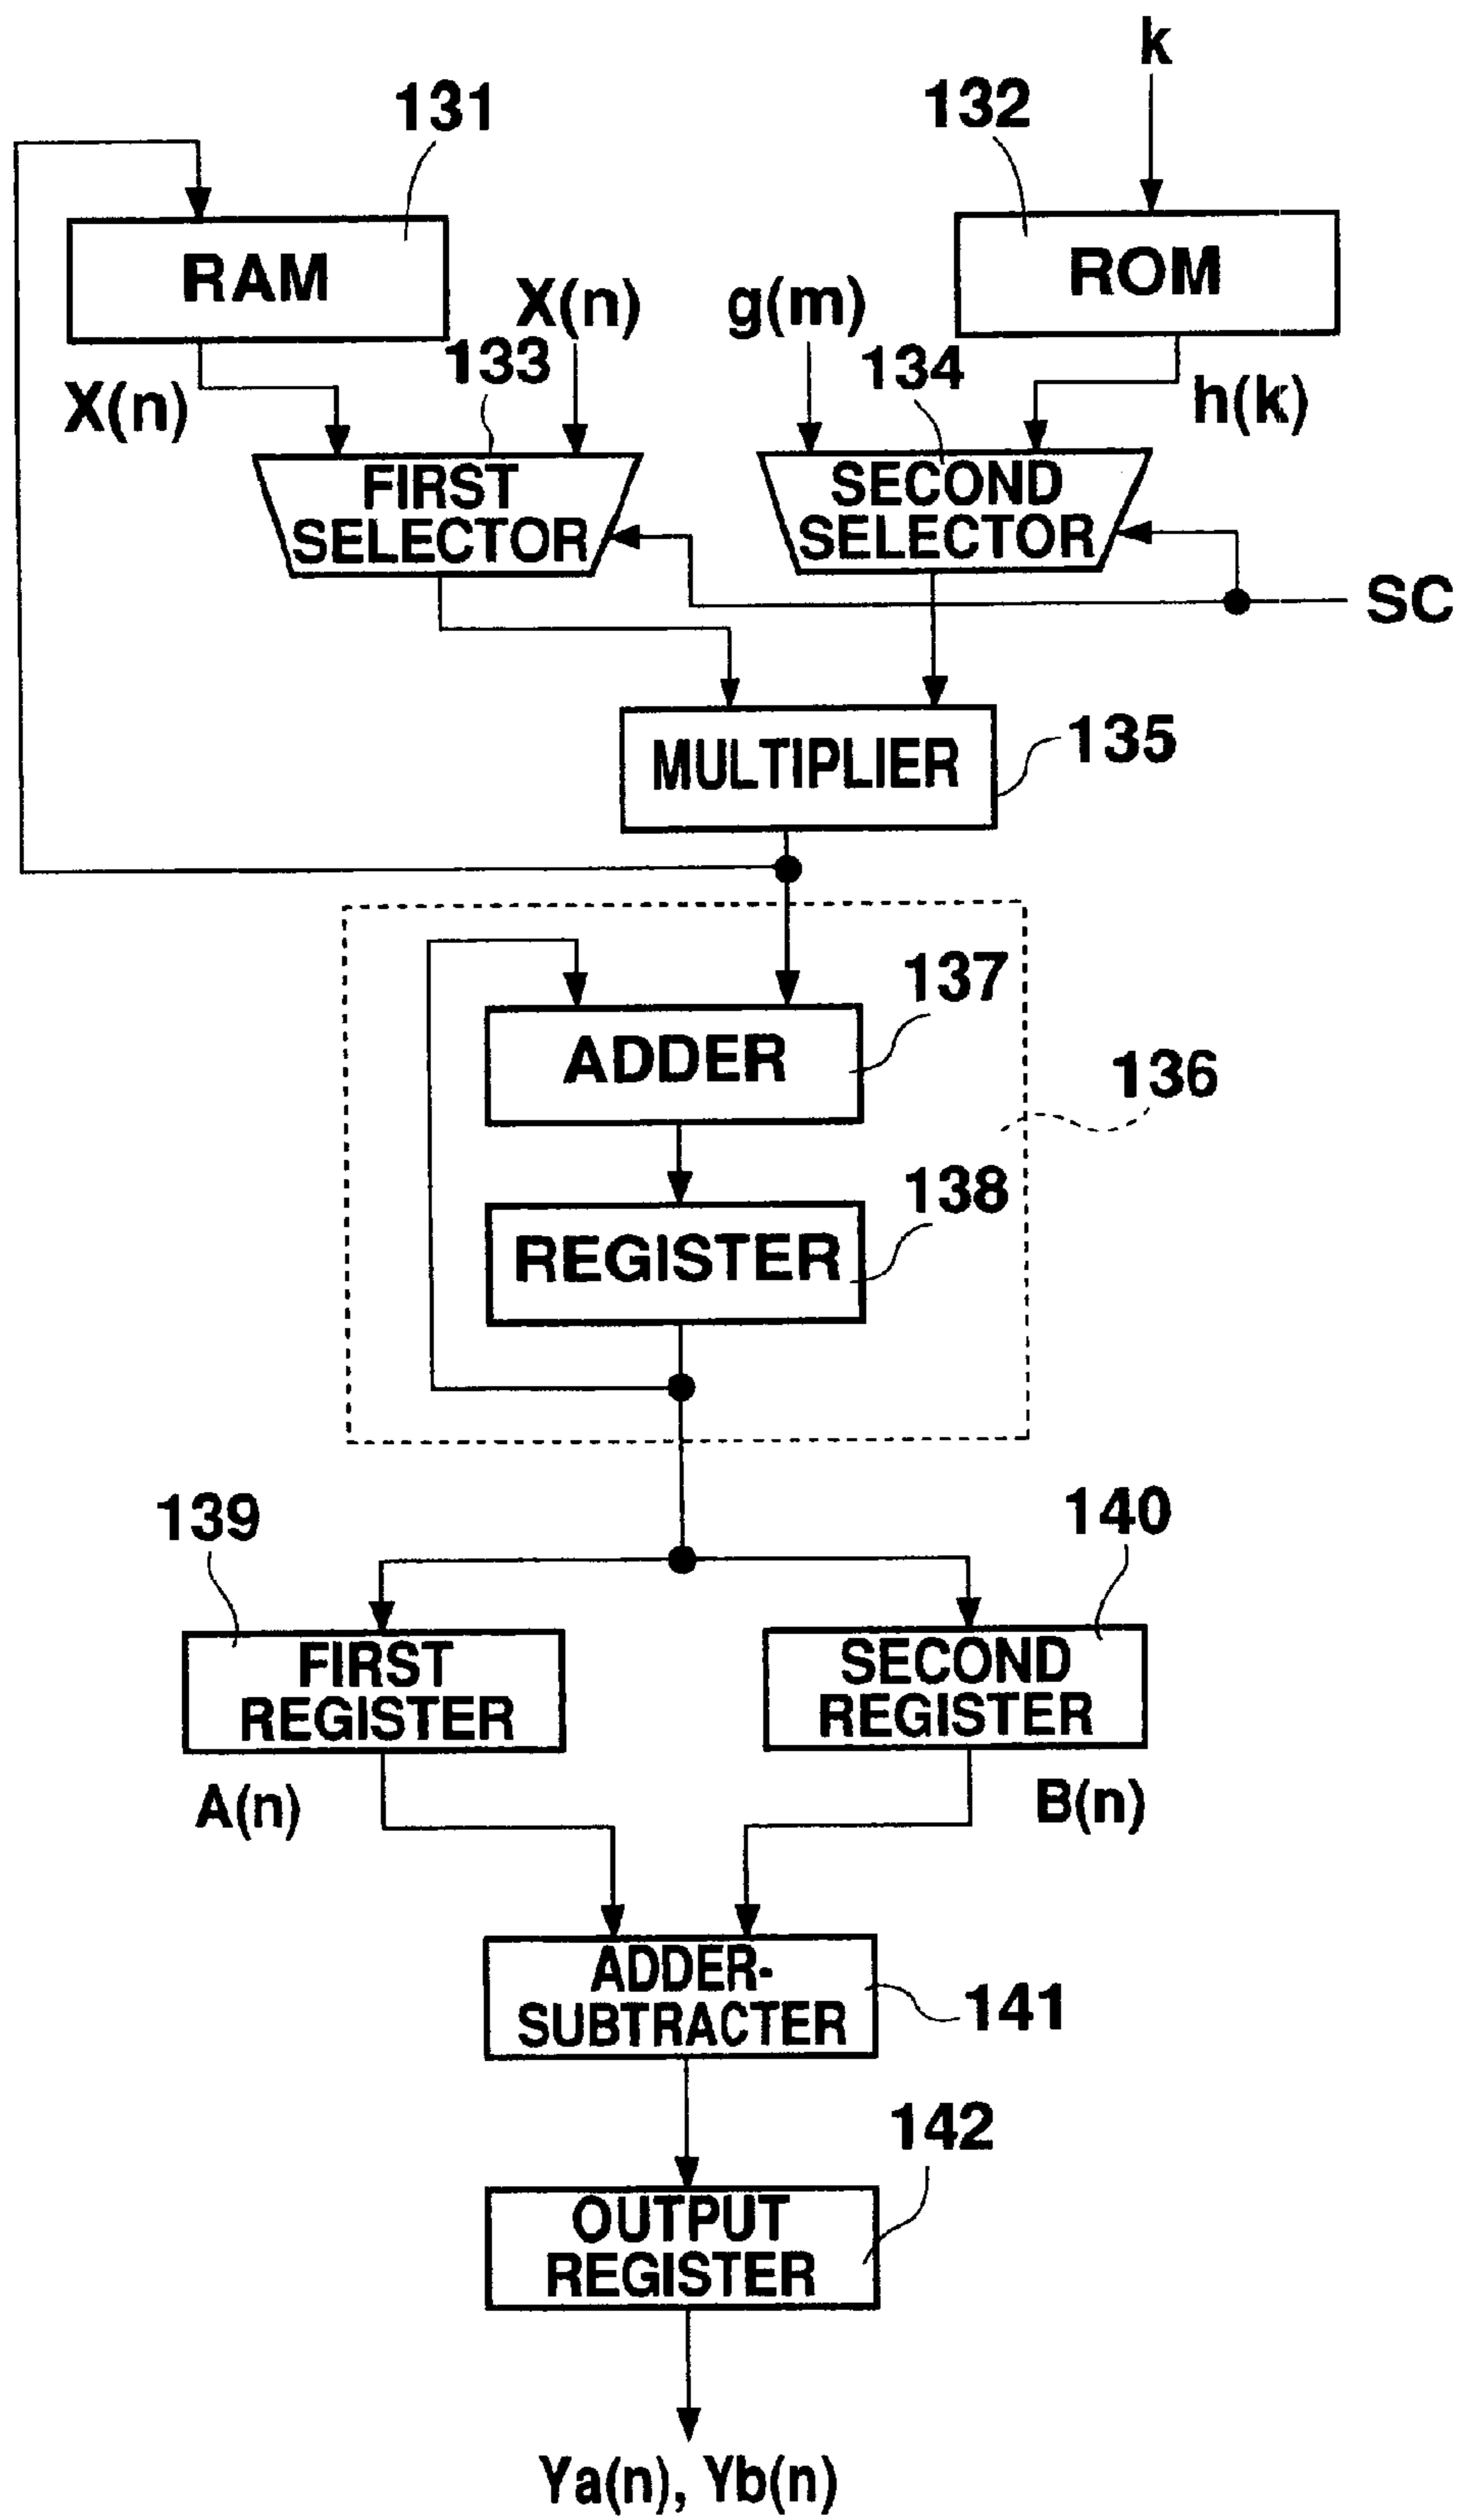 k
131
132
RAM
ROM
X(n)
g(m)
133
134
X(n)
h(k)
FIRST
SELECTOR
SECOND
SELECTOR
SC
MULTIPLIER
135
137
ADDER
136
138
REGISTER
139
140
FIRST
REGISTER
SECOND
REGISTER
A(n)
B(n)
ADDER-
SUBTRACTER
141
142
OUTPUT
REGISTER
Ya(n), Yb(n)